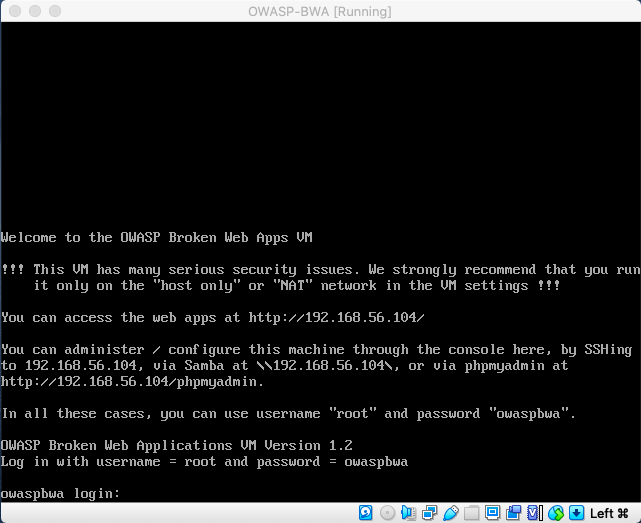 OWASP-BWA [Running]
Welcome to the OWASP Broken Web Apps VM
!!! This VM has many serious security issues. We strongly recommend that you run
it only on the "host only" or "NAT" network in the VM settings !!!
You can access the web apps at http://192.168.56.104/
You can administer / configure this machine through the console here, by SSHing
to 192.168.56.104, via Samba at \\192.168.56.104\, or via phpmyadmin at
http://192.168.56.104/phpmyadmin.
In all these cases, you can use username "root" and password "owaspbwa".
OWASP Broken Web Applications VM Version 1.2
Log in with username = root and password = owaspbwa
owaspbwa login:
Left ⌘